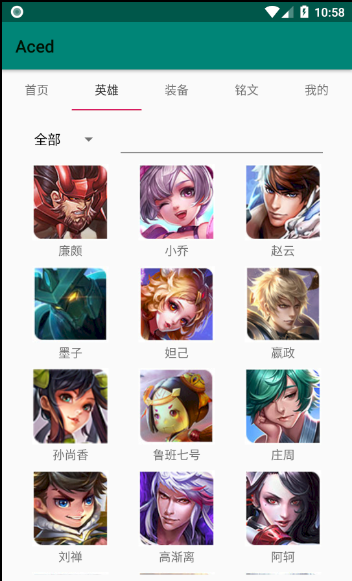 10:58
Aced
首页 英雄 装备 铭文 我的
全部
廉颇 小乔 赵云
墨子 妲己 嬴政
孙尚香 鲁班七号 庄周
刘禅 高渐离 阿轲